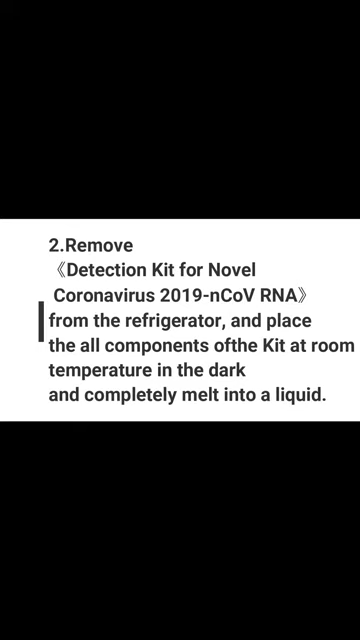 2.Remove
《Detection Kit for Novel
Coronavirus 2019-nCoV RNA》
from the refrigerator, and place
the all components ofthe Kit at room
temperature in the dark
and completely melt into a liquid.